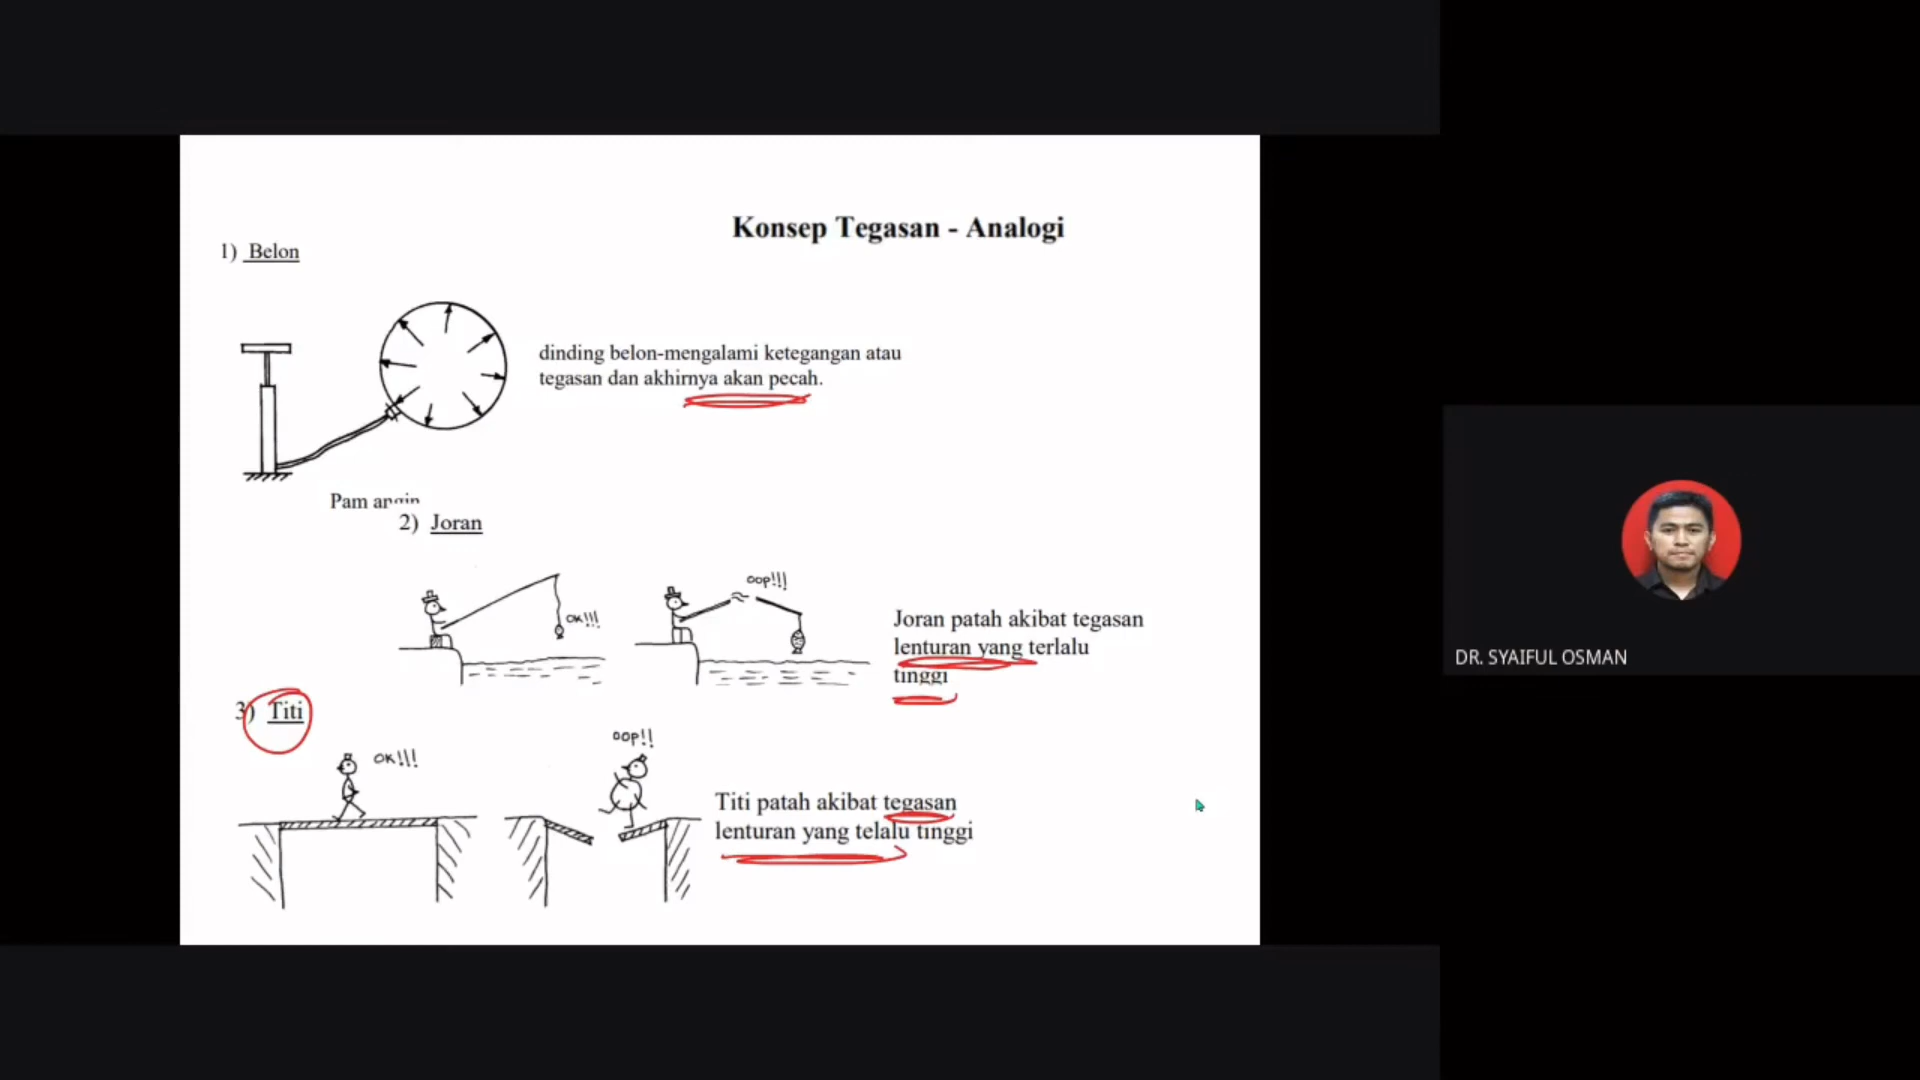 Konsep Tegasan - Analogi
1) Belon
dinding belon-mengalami ketegangan atau
tegasan dan akhirnya akan pecah.
Pam angin
2) Joran
OK!!!
oop!!!
Joran patah akibat tegasan
lenturan yang terlalu
tinggi
3) Titi
OK!!!
oop!!
Titi patah akibat tegasan
lenturan yang telalu tinggi
DR. SYAIFUL OSMAN